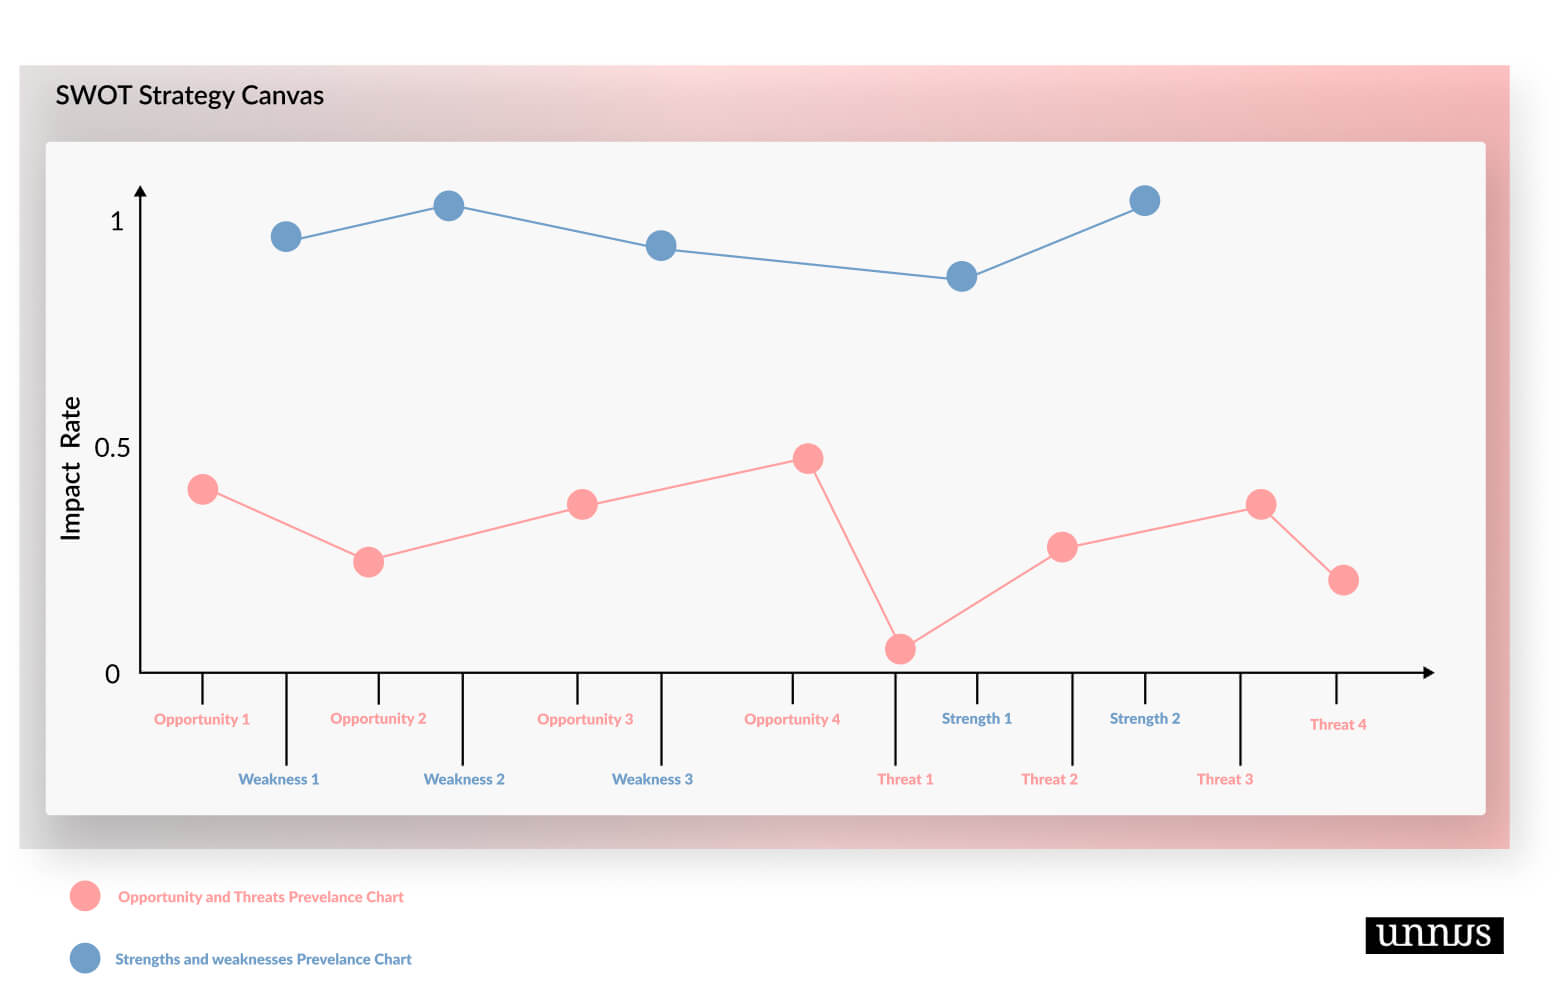 SWOT Strategy Canvas
1
0.5
0
Impact Rate
Opportunity 1
Opportunity 2
Opportunity 3
Opportunity 4
Strength 1
Strength 2
Threat 4
Weakness 1
Weakness 2
Weakness 3
Threat 1
Threat 2
Threat 3
Opportunity and Threats Prevelance Chart
Strengths and weaknesses Prevelance Chart
unnus